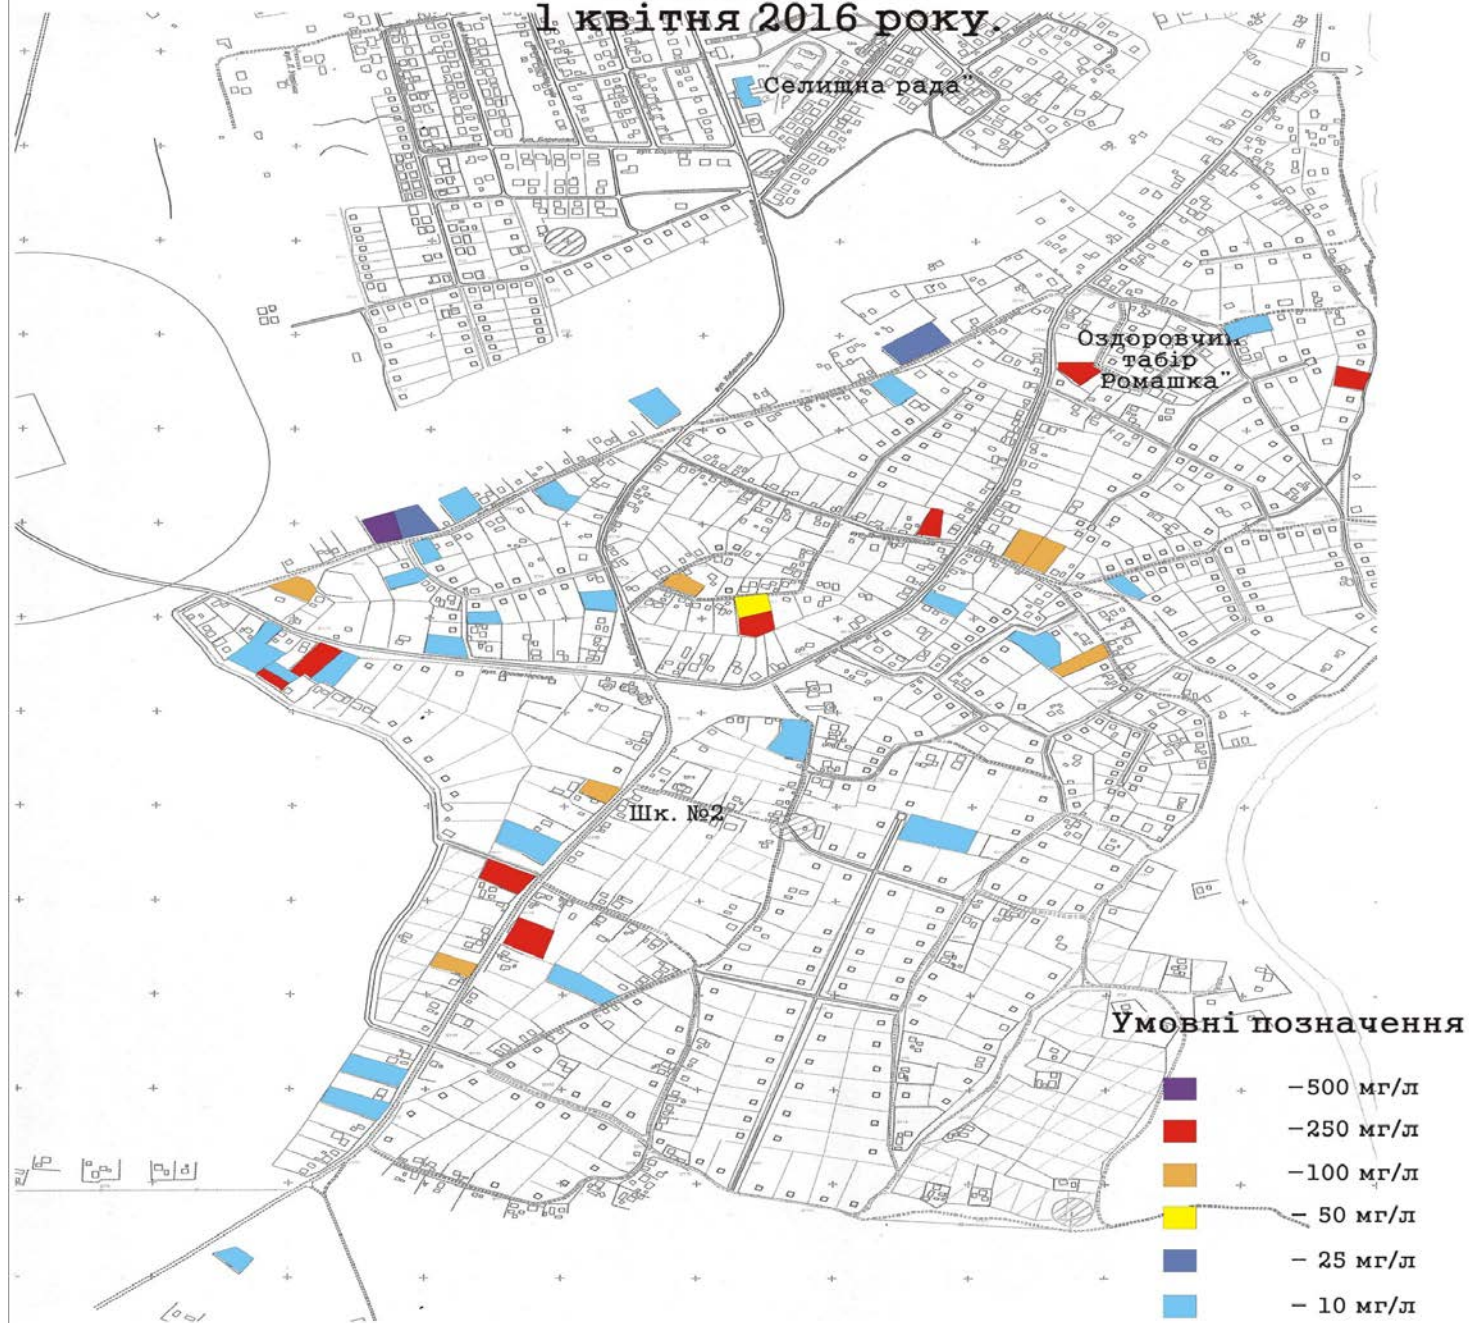 1 квітня 2016 року.
Селищна рада"
Оздоровчий
табір
Ромашка"
Шк. №2
Умовні позначення
—500 мг/л
—250 мг/л
—100 мг/л
— 50 мг/л
— 25 мг/л
— 10 мг/л